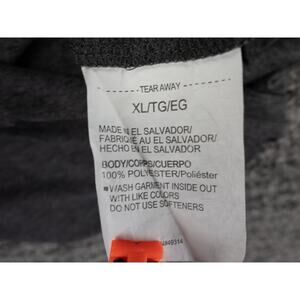 TEAR AWAY
XL/TG/EG
MADE IN EL SALVADOR/
FABRIQUÉ AU EL SALVADOR/
HECHO EN EL SALVADOR
BODY/CORPS/CUERPO
100% POLYESTER/Poliéster
WASH GARMENT INSIDE OUT
WITH LIKE COLORS
DO NOT USE SOFTENERS